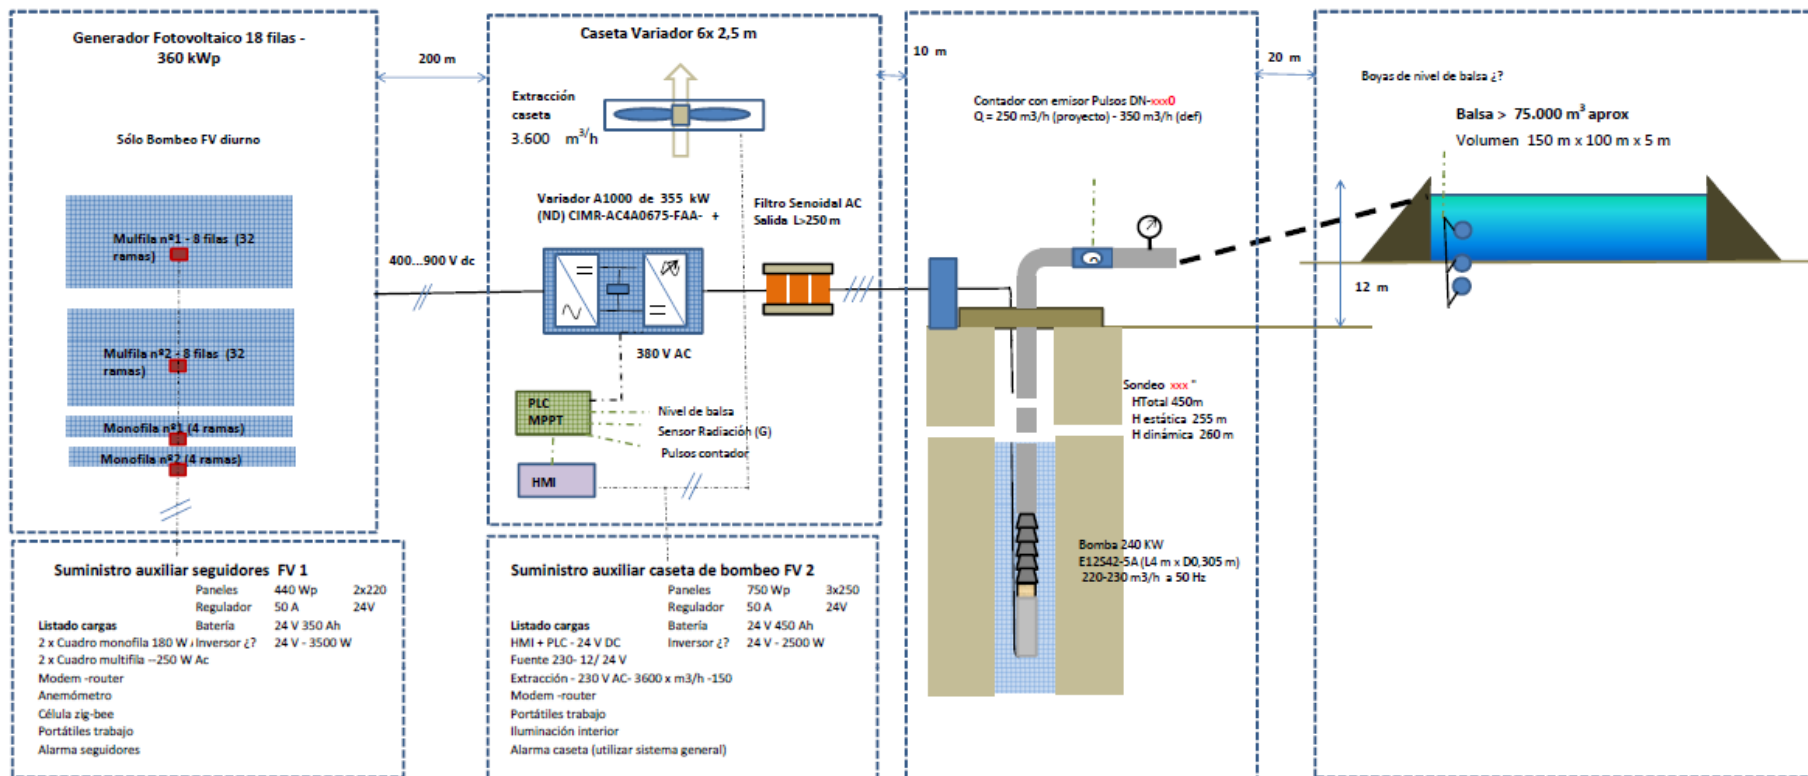 Generador Fotovoltaico 18 filas -
360 kWp
Sólo Bombeo FV diurno
Mulfila nº1 - 8 filas (32
ramas)
Mulfila nº2 - 8 filas (32
ramas)
Monofila nº1 (4 ramas)
Monofila nº2 (4 ramas)
200 m
400...900 V dc
Caseta Variador 6x 2,5 m
Extracción
caseta
3.600 m3/h
Variador A1000 de 355 kW
(ND) CIMR-AC4A0675-FAA- +
Filtro Senoidal AC
Salida L>250 m
380 V AC
PLC
MPPT
Nivel de balsa
Sensor Radiación (G)
Pulsos contador
HMI
10 m
Contador con emisor Pulsos DN-xxx0
Q = 250 m3/h (proyecto) - 350 m3/h (def)
Sondeo xxx "
HTotal 450m
H estática 255 m
H dinámica 260 m
Bomba 240 KW
E12S42-5A (L4 m x D0,305 m)
220-230 m3/h a 50 Hz
20 m
Boyas de nivel de balsa ¿?
Balsa > 75.000 m3 aprox
Volumen 150 m x 100 m x 5 m
12 m
Suministro auxiliar seguidores FV 1
Paneles 440 Wp 2x220
Regulador 50 A 24V
Listado cargas Batería 24 V 350 Ah
2 x Cuadro monofila 180 W Inversor ¿? 24 V - 3500 W
2 x Cuadro multifila --250 W Ac
Modem -router
Anemómetro
Célula zig-bee
Portátiles trabajo
Alarma seguidores
Suministro auxiliar caseta de bombeo FV 2
Paneles 750 Wp 3x250
Regulador 50 A 24V
Listado cargas Batería 24 V 450 Ah
HMI + PLC - 24 V DC Inversor ¿? 24 V - 2500 W
Fuente 230- 12/ 24 V
Extracción - 230 V AC- 3600 x m3/h -150
Modem -router
Portátiles trabajo
Iluminación interior
Alarma caseta (utilizar sistema general)